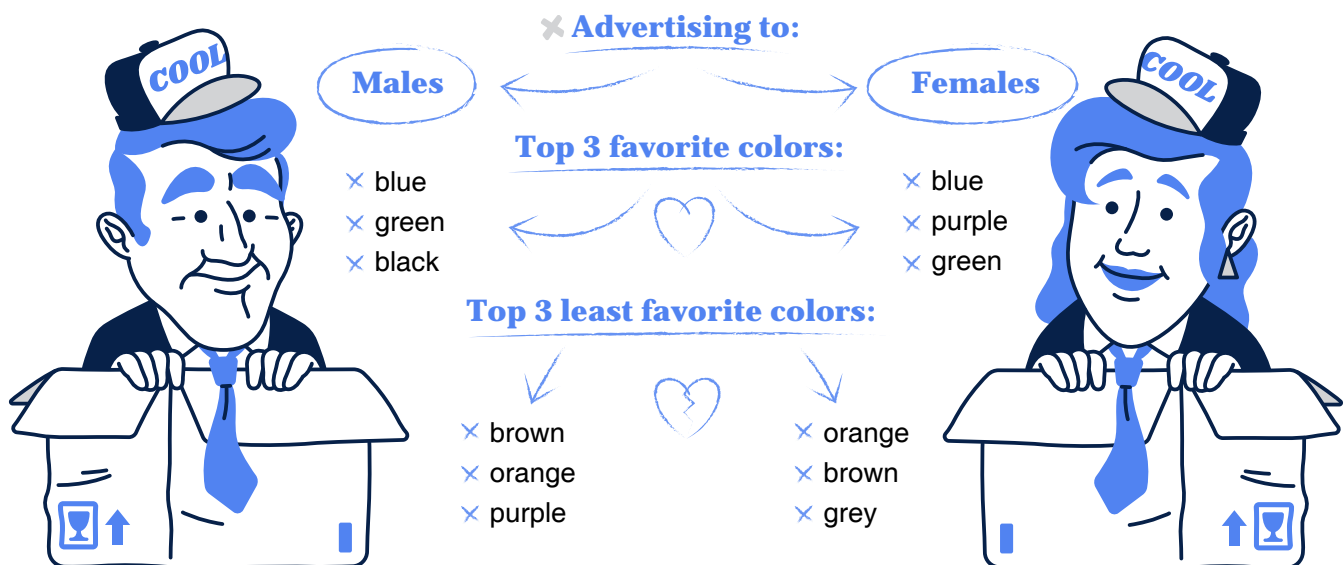 Advertising to:
COOL
Males
Females
COOL
Top 3 favorite colors:
blue
green
black
blue
purple
green
Top 3 least favorite colors:
brown
orange
purple
orange
brown
grey